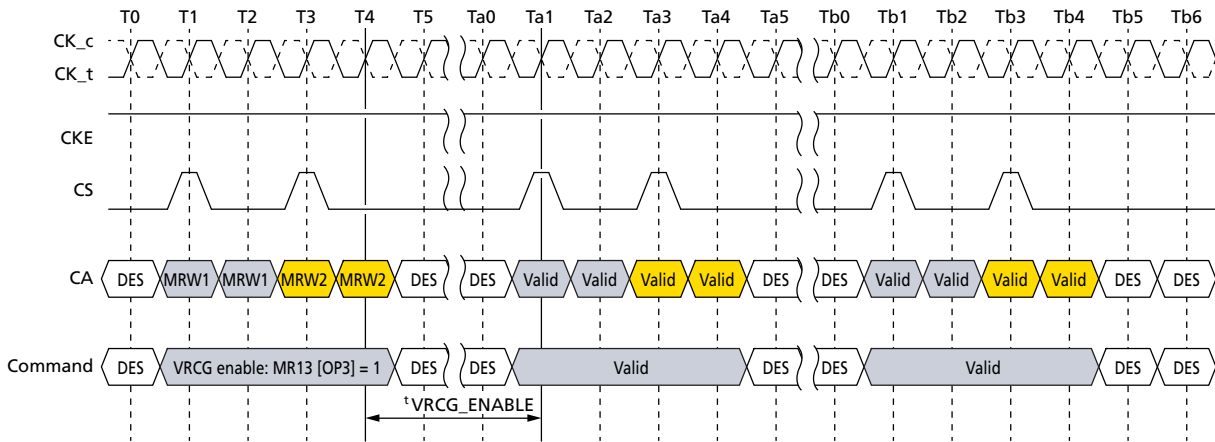 T0 T1 T2 T3 T4 T5 Ta0 Ta1 Ta2 Ta3 Ta4 Ta5 Tb0 Tb1 Tb2 Tb3 Tb4 Tb5 Tb6
CK_c
CK_t
CKE
CS
CA DES MRW1 MRW1 MRW2 MRW2 DES DES Valid Valid Valid Valid DES DES Valid Valid Valid Valid DES DES
Command DES VRCG enable: MR13 [OP3] = 1 DES DES Valid DES DES Valid DES DES
tVRCG_ENABLE